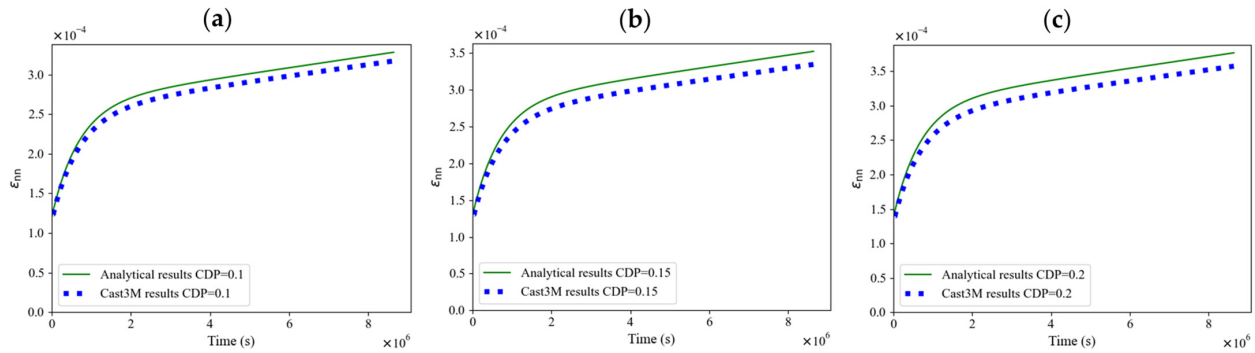 (a)
×10⁻⁴
3.0
2.5
2.0
1.5
1.0
0.5
0.0
εnn
Analytical results CDP=0.1
Cast3M results CDP=0.1
0 2 4 6 8
Time (s)
×10⁶
(b)
×10⁻⁴
3.5
3.0
2.5
2.0
1.5
1.0
0.5
0.0
εnn
Analytical results CDP=0.15
Cast3M results CDP=0.15
0 2 4 6 8
Time (s)
×10⁶
(c)
×10⁻⁴
3.5
3.0
2.5
2.0
1.5
1.0
0.5
0.0
εnn
Analytical results CDP=0.2
Cast3M results CDP=0.2
0 2 4 6 8
Time (s)
×10⁶